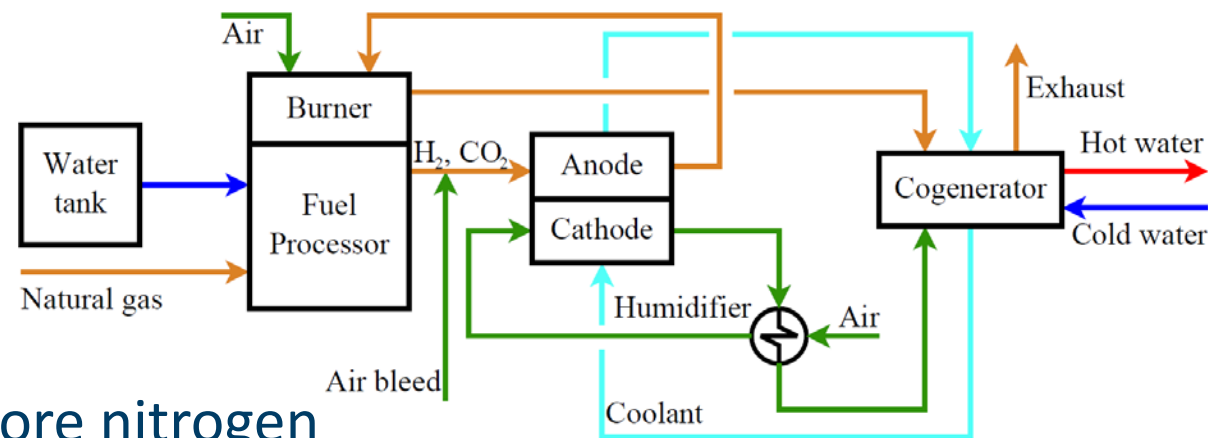 Air
Burner
Exhaust
Water
tank
H₂, CO₂
Anode
Hot water
Fuel
Processor
Cogenerator
Cathode
Cold water
Natural gas
Humidifier
Air
Air bleed
Coolant
ore nitrogen